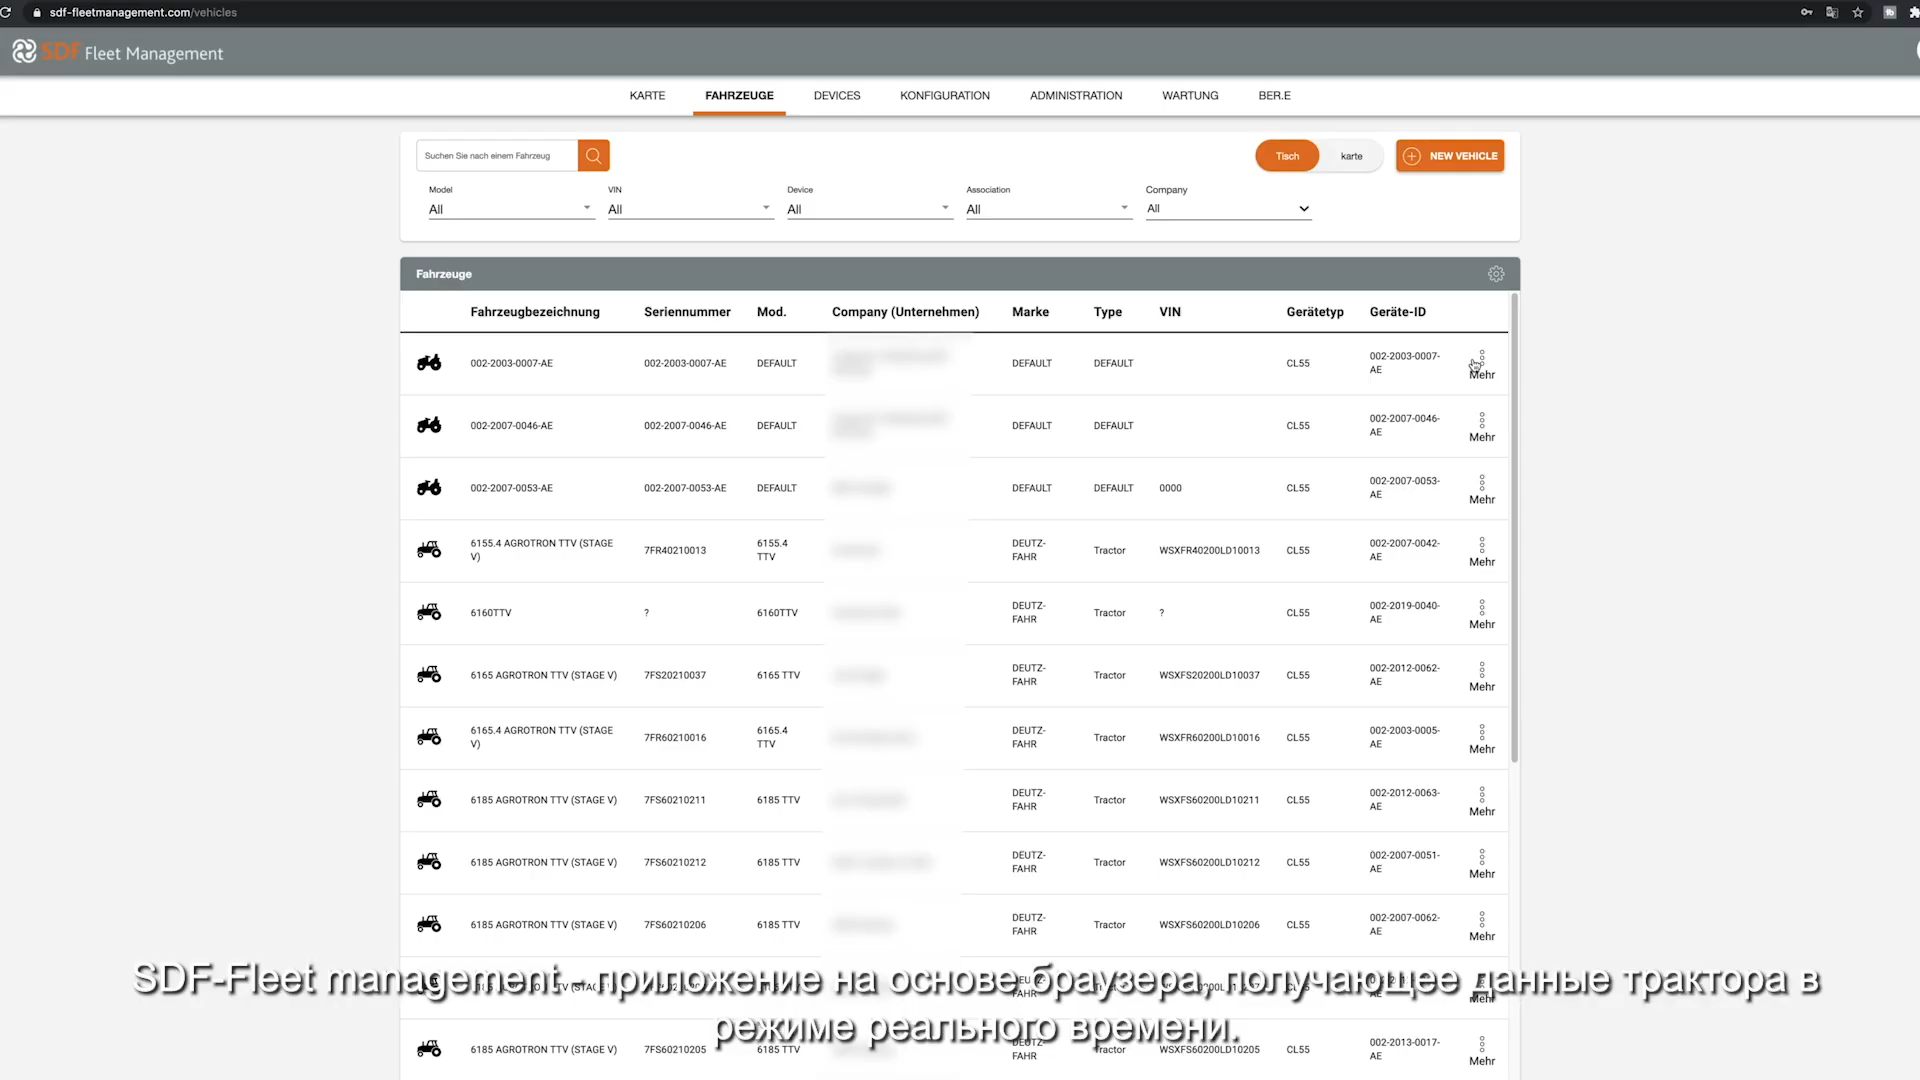 sdf-fleetmanagement.com/vehicles
SDF Fleet Management
KARTE FAHRZEUGE DEVICES KONFIGURATION ADMINISTRATION WARTUNG BER.E
Suchen Sie nach einem Fahrzeug Tisch karte NEW VEHICLE
Model VIN Device Association Company
All All All All All
Fahrzeuge
Fahrzeugbezeichnung Seriennummer Mod. Company (Unternehmen) Marke Type VIN Gerätetyp Geräte-ID
002-2003-0007-AE 002-2003-0007-AE DEFAULT DEFAULT DEFAULT CL55 002-2003-0007-
AE Mehr
002-2007-0046-AE 002-2007-0046-AE DEFAULT DEFAULT DEFAULT CL55 002-2007-0046-
AE Mehr
002-2007-0053-AE 002-2007-0053-AE DEFAULT DEFAULT DEFAULT 0000 CL55 002-2007-0053-
AE Mehr
6155.4 AGROTRON TTV (STAGE 7FR40210013 6155.4 DEUTZ- Tractor WSXFR40200LD10013 CL55 002-2007-0042-
V) TTV FAHR AE Mehr
6160TTV ? 6160TTV DEUTZ- Tractor ? CL55 002-2019-0040-
FAHR AE Mehr
6165 AGROTRON TTV (STAGE V) 7FS20210037 6165 TTV DEUTZ- Tractor WSXFS20200LD10037 CL55 002-2012-0062-
FAHR AE Mehr
6165.4 AGROTRON TTV (STAGE 7FR60210016 6165.4 DEUTZ- Tractor WSXFR60200LD10016 CL55 002-2003-0005-
V) TTV FAHR AE Mehr
6185 AGROTRON TTV (STAGE V) 7FS60210211 6185 TTV DEUTZ- Tractor WSXFS60200LD10211 CL55 002-2012-0063-
FAHR AE Mehr
6185 AGROTRON TTV (STAGE V) 7FS60210212 6185 TTV DEUTZ- Tractor WSXFS60200LD10212 CL55 002-2007-0051-
FAHR AE Mehr
6185 AGROTRON TTV (STAGE V) 7FS60210206 6185 TTV DEUTZ- Tractor WSXFS60200LD10206 CL55 002-2007-0062-
FAHR AE Mehr
SDF-Fleet management - приложение на основе браузера, получающее данные трактора в
режиме реального времени.
6185 AGROTRON TTV (STAGE V) 7FS60210205 6185 TTV Tractor WSXFS60200LD10205 CL55 002-2013-0017-
FAHR AE Mehr